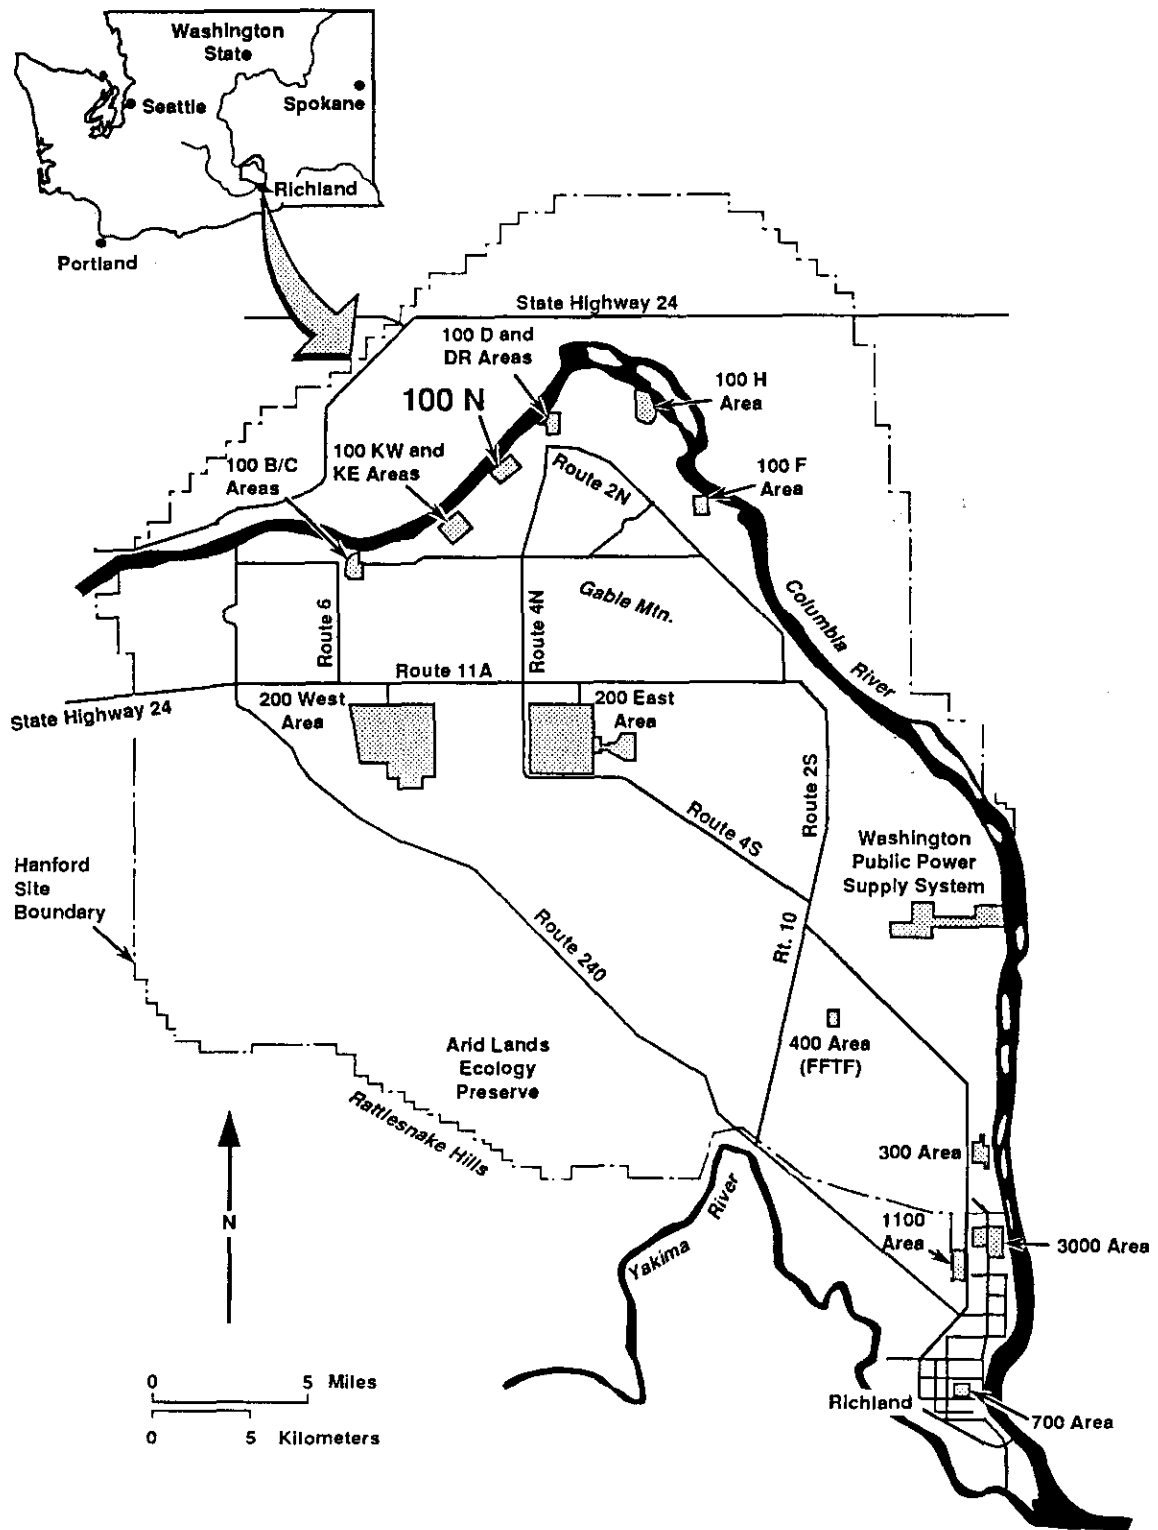 Washington
State
Seattle
Spokane
Richland
Portland
State Highway 24
100 D and
DR Areas
100 H
Area
100 N
100 KW and
KE Areas
100 B/C
Areas
Route 2N
100 F
Area
Columbia
River
Gable Mtn.
Route 6
Route 4N
Route 11A
State Highway 24
200 West
Area
200 East
Area
Route 2S
Route 4S
Washington
Public Power
Supply System
Hanford
Site
Boundary
Route 240
Rt. 10
400 Area
(FFTF)
Arid Lands
Ecology
Preserve
Rattlesnake Hills
300 Area
N
Yakima
River
1100
Area
3000 Area
0 5 Miles
0 5 Kilometers
Richland
700 Area